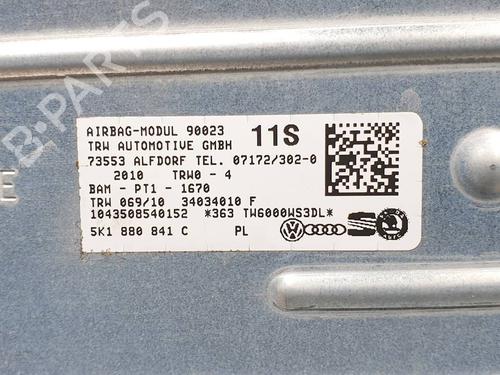 AIRBAG-MODUL 90023 11S
TRW AUTOMOTIVE GMBH
73553 ALFDORF TEL. 07172/302-0
2010 TRW0 - 4
BAM - PT1 - 1670
TRW 069/10 34034010 F
1043508540152 *363 TW6000WS3DL*
5K1 880 841 C PL
E
B-Parts